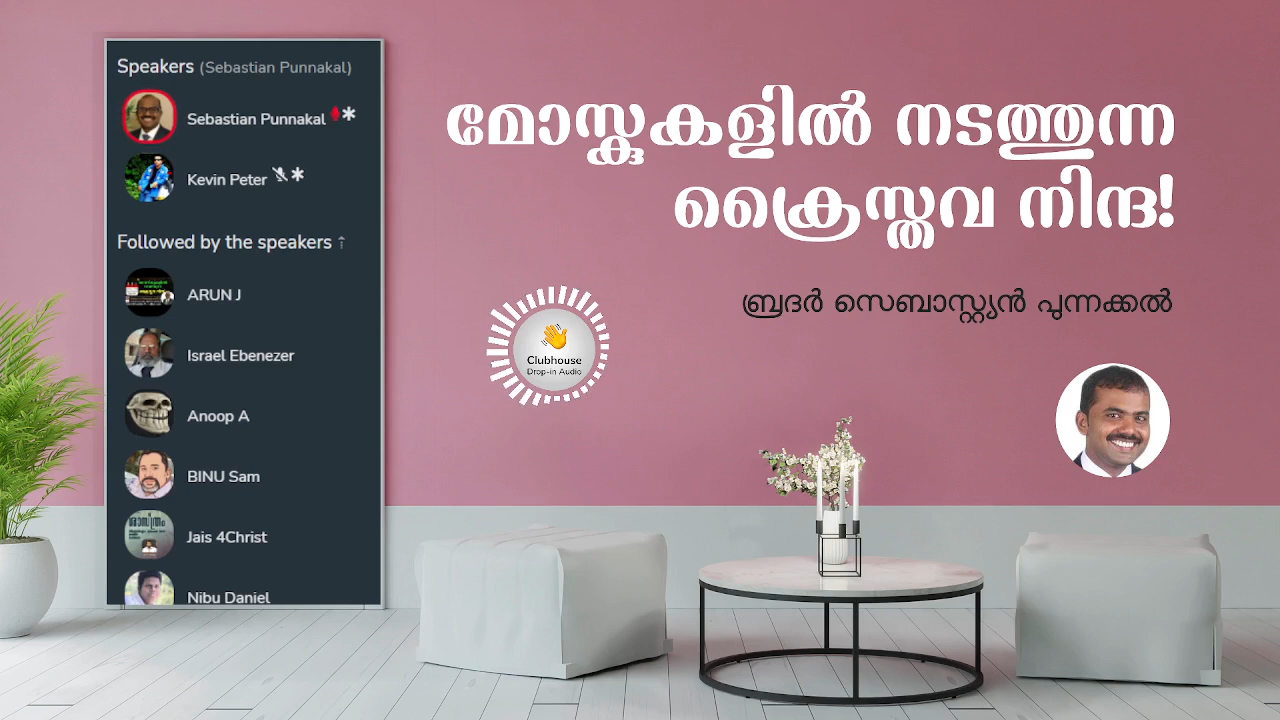 Speakers (Sebastian Punnakal)
Sebastian Punnakal
Kevin Peter
Followed by the speakers ↑
ARUN J
Israel Ebenezer
Anoop A
BINU Sam
Jais 4Christ
Nibu Daniel
മോസ്കുകളിൽ നടത്തുന്ന
ക്രൈസ്തവ നിന്ദ!
ബ്രദർ സെബാസ്റ്റ്യൻ പുന്നക്കൽ
Clubhouse
Drop-in Audio